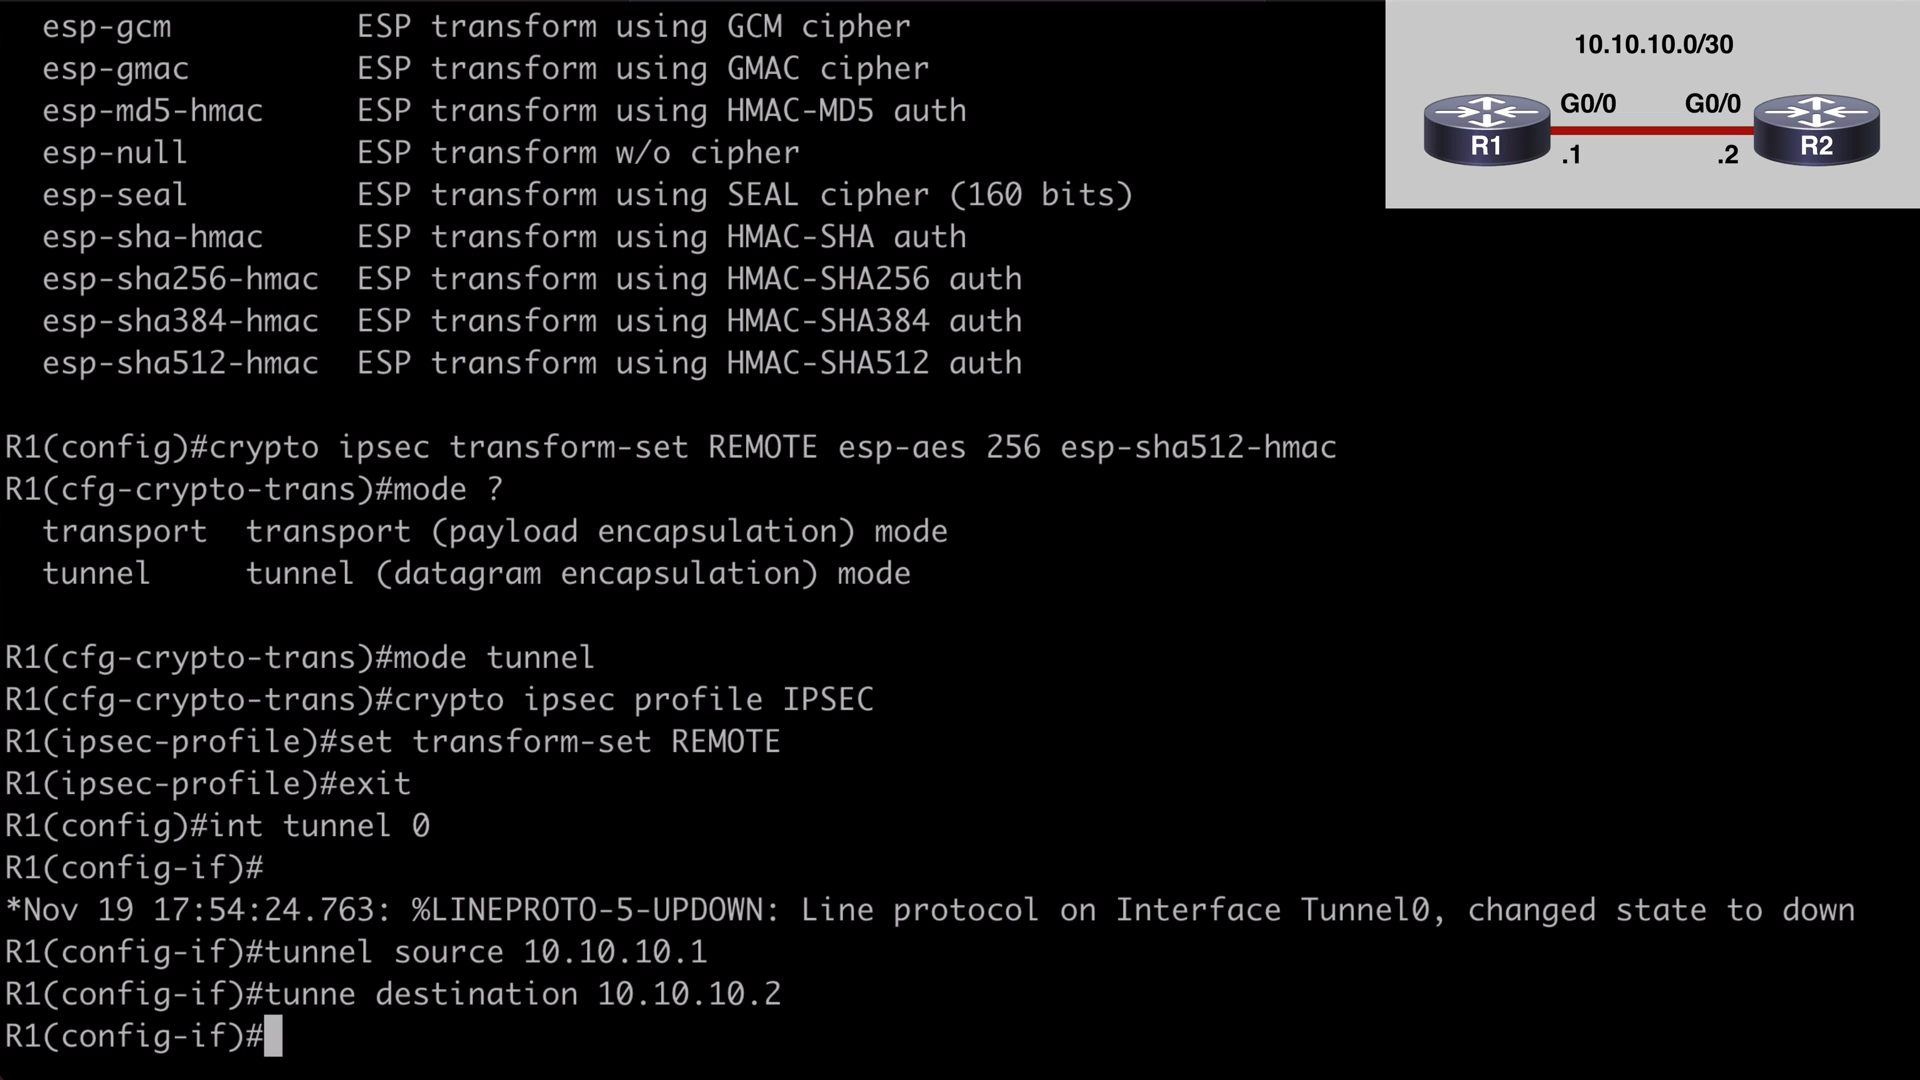 esp-gcm ESP transform using GCM cipher
esp-gmac ESP transform using GMAC cipher
esp-md5-hmac ESP transform using HMAC-MD5 auth
esp-null ESP transform w/o cipher
esp-seal ESP transform using SEAL cipher (160 bits)
esp-sha-hmac ESP transform using HMAC-SHA auth
esp-sha256-hmac ESP transform using HMAC-SHA256 auth
esp-sha384-hmac ESP transform using HMAC-SHA384 auth
esp-sha512-hmac ESP transform using HMAC-SHA512 auth
R1(config)#crypto ipsec transform-set REMOTE esp-aes 256 esp-sha512-hmac
R1(cfg-crypto-trans)#mode ?
transport transport (payload encapsulation) mode
tunnel tunnel (datagram encapsulation) mode
R1(cfg-crypto-trans)#mode tunnel
R1(cfg-crypto-trans)#crypto ipsec profile IPSEC
R1(ipsec-profile)#set transform-set REMOTE
R1(ipsec-profile)#exit
R1(config)#int tunnel 0
R1(config-if)#
*Nov 19 17:54:24.763: %LINEPROTO-5-UPDOWN: Line protocol on Interface Tunnel0, changed state to down
R1(config-if)#tunnel source 10.10.10.1
R1(config-if)#tunne destination 10.10.10.2
R1(config-if)#
10.10.10.0/30
G0/0 G0/0
R1 R2
.1 .2